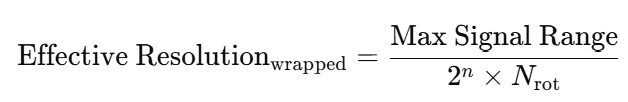 Effective Resolution_wrapped = Max Signal Range / (2^n × N_rot)